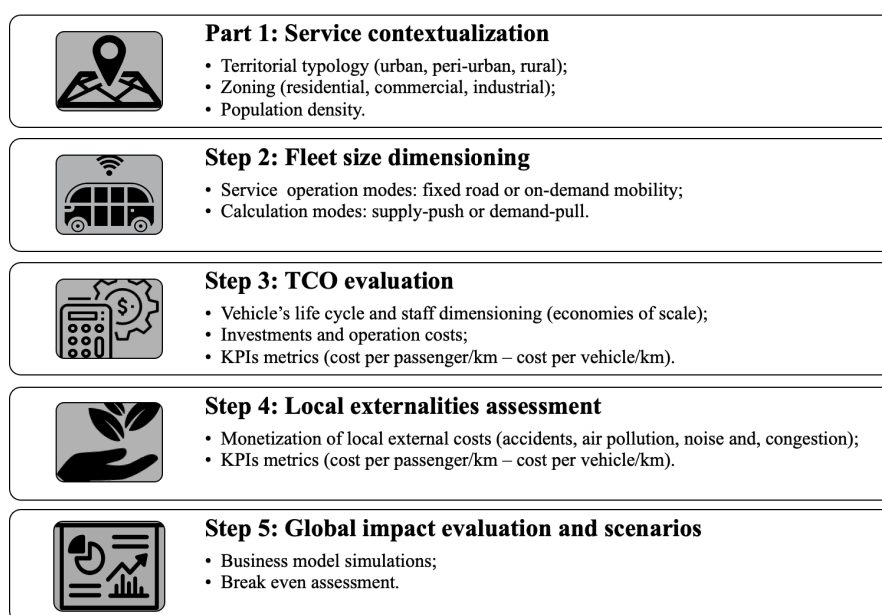 Part 1: Service contextualization
• Territorial typology (urban, peri-urban, rural);
• Zoning (residential, commercial, industrial);
• Population density.
Step 2: Fleet size dimensioning
• Service operation modes: fixed road or on-demand mobility;
• Calculation modes: supply-push or demand-pull.
$
Step 3: TCO evaluation
• Vehicle's life cycle and staff dimensioning (economies of scale);
• Investments and operation costs;
• KPIs metrics (cost per passenger/km – cost per vehicle/km).
Step 4: Local externalities assessment
• Monetization of local external costs (accidents, air pollution, noise and, congestion);
• KPIs metrics (cost per passenger/km – cost per vehicle/km).
Step 5: Global impact evaluation and scenarios
• Business model simulations;
• Break even assessment.